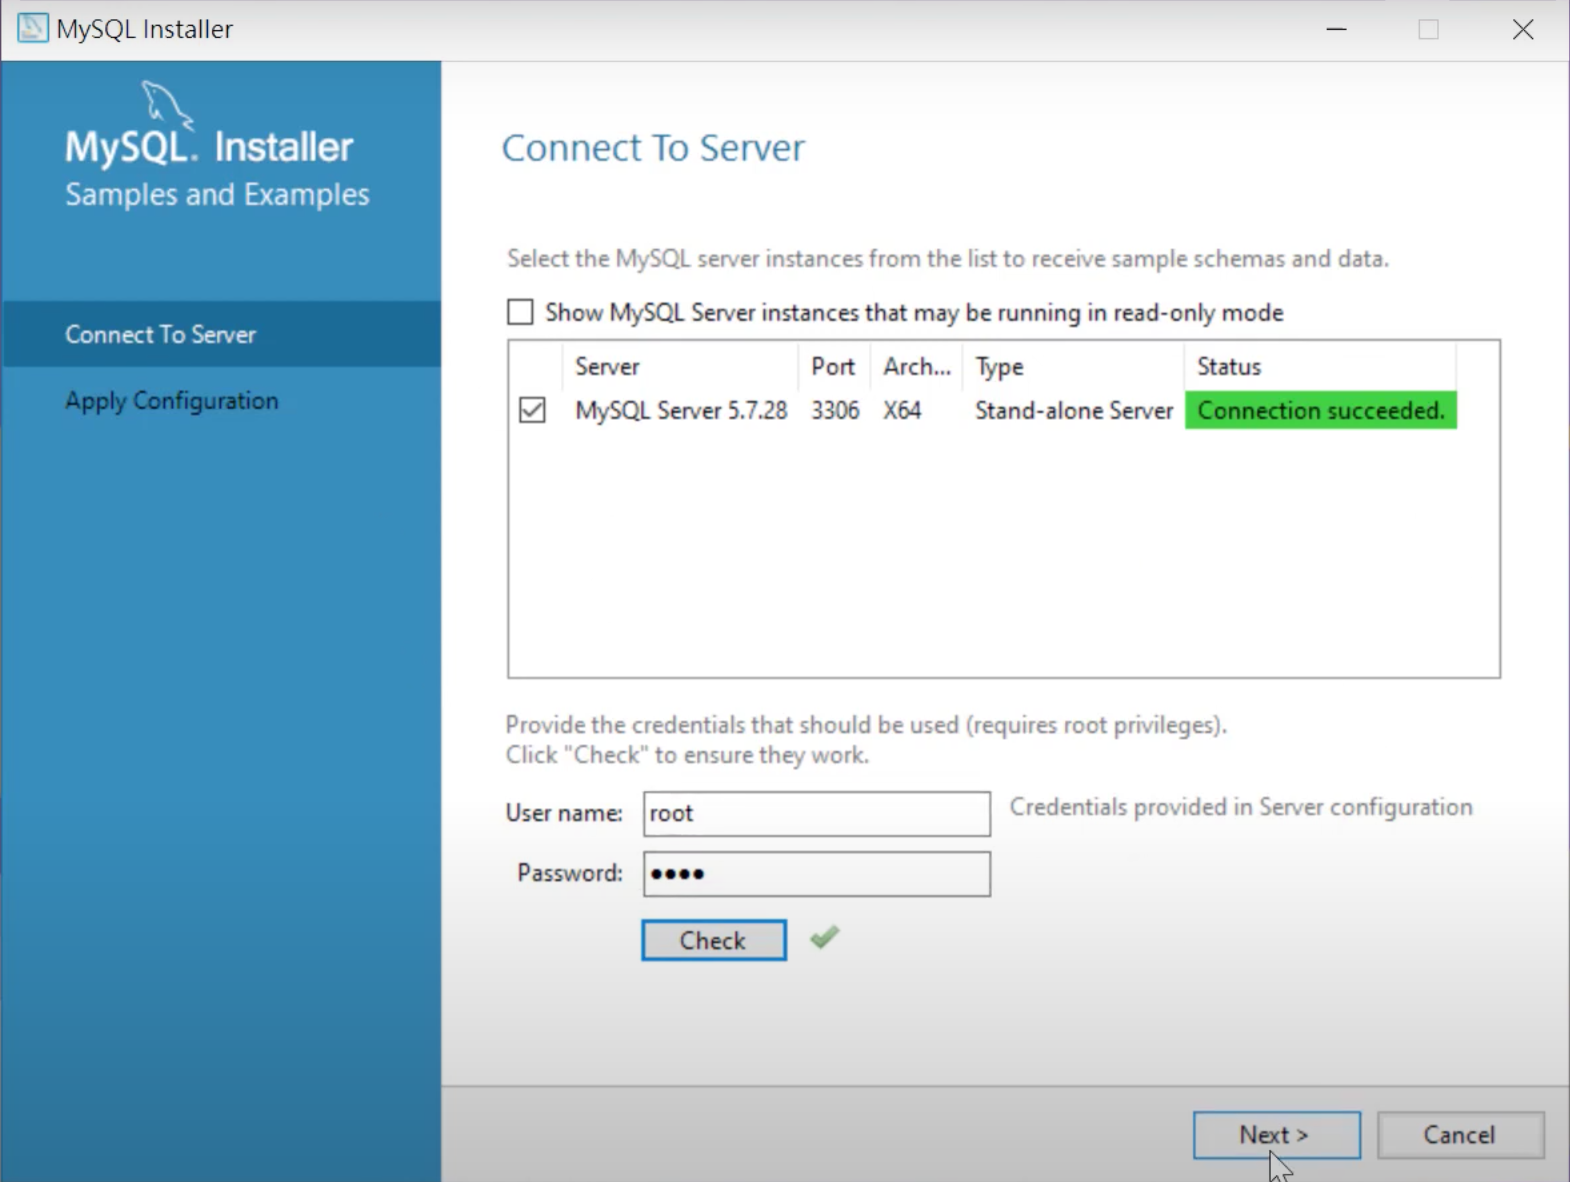 MySQL Installer
MySQL. Installer
Samples and Examples
Connect To Server
Apply Configuration
Connect To Server
Select the MySQL server instances from the list to receive sample schemas and data.
Show MySQL Server instances that may be running in read-only mode
Server Port Arch... Type Status
MySQL Server 5.7.28 3306 X64 Stand-alone Server Connection succeeded.
Provide the credentials that should be used (requires root privileges).
Click "Check" to ensure they work.
User name: root Credentials provided in Server configuration
Password: ●●●●
Check
Next > Cancel